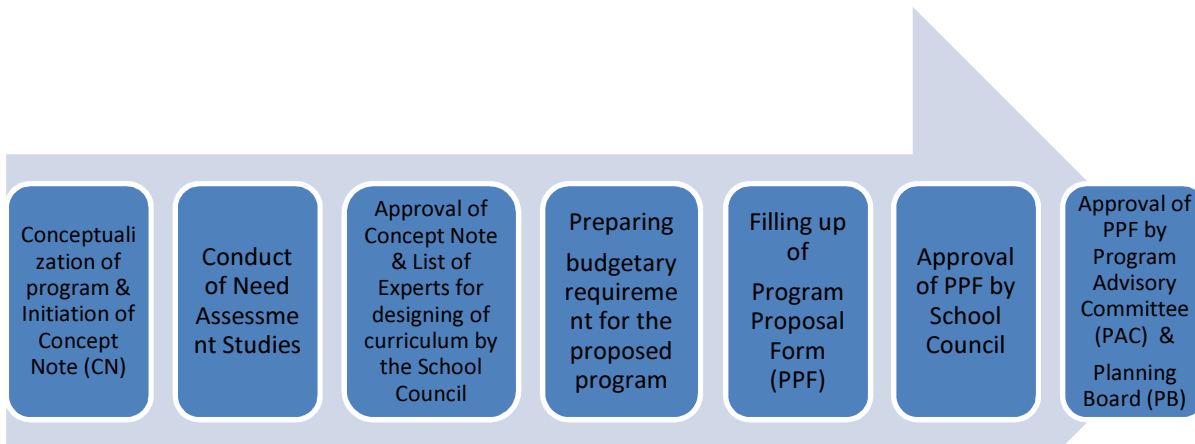 Conceptuali
zation of
program &
Initiation of
Concept
Note (CN)
Conduct
of Need
Assessme
nt Studies
Approval of
Concept Note
& List of
Experts for
designing of
curriculum by
the School
Council
Preparing
budgetary
requireme
nt for the
proposed
program
Filling up
of
Program
Proposal
Form
(PPF)
Approval
of PPF by
School
Council
Approval of
PPF by
Program
Advisory
Committee
(PAC) &
Planning
Board (PB)